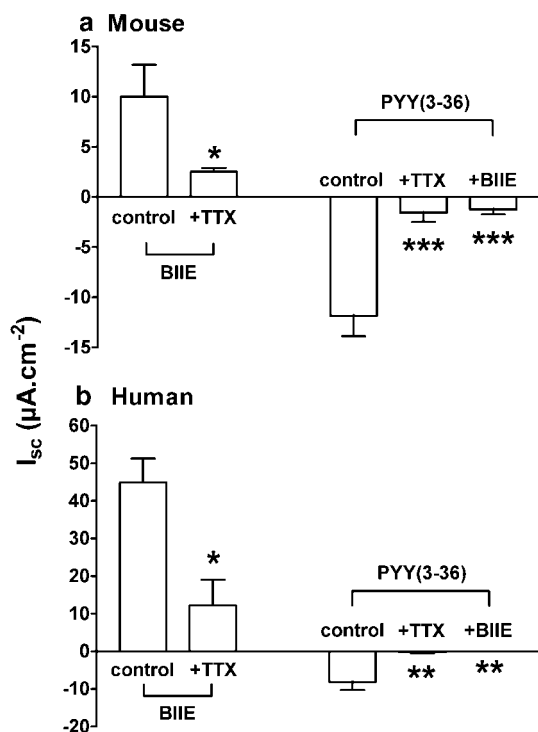 a Mouse
15
10
5
0
-5
-10
-15
*
control +TTX
BIIE
PYY(3-36)
control +TTX +BIIE
*** ***
I_SC (µA.cm⁻²)
b Human
60
50
40
30
20
10
0
-10
-20
*
control +TTX
BIIE
PYY(3-36)
control +TTX +BIIE
** **